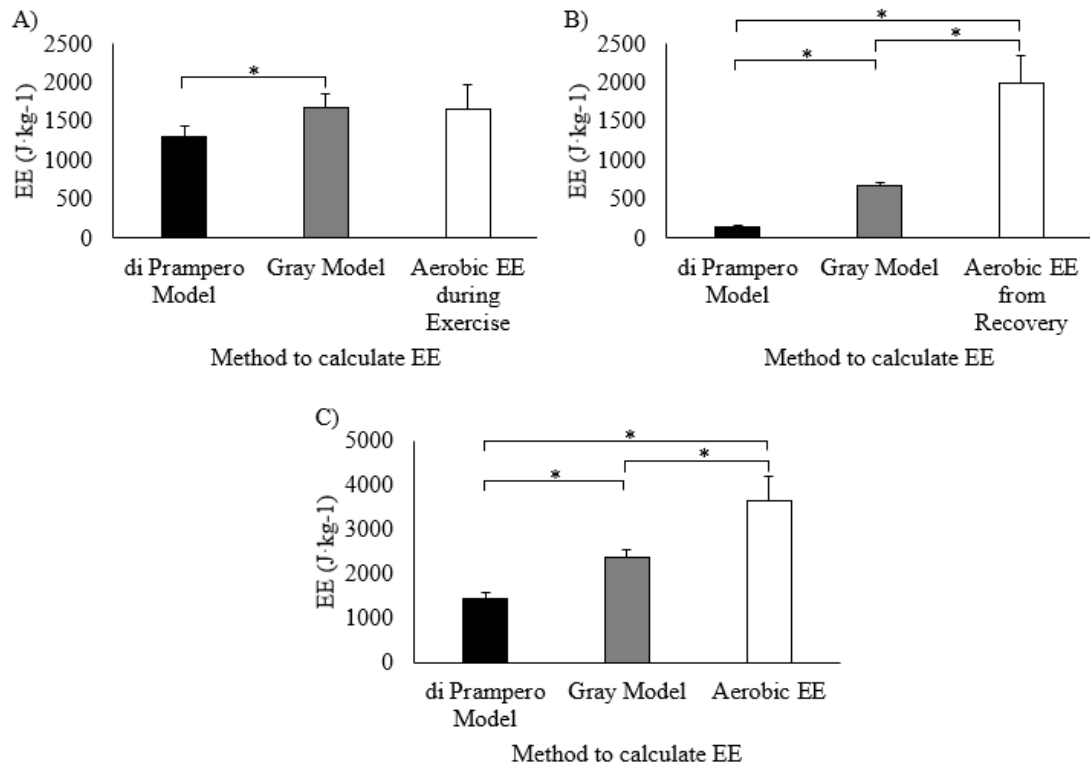 A)
*
2500
2000
1500
1000
500
0
EE (J·kg-1)
di Prampero Model
Gray Model
Aerobic EE during Exercise
Method to calculate EE
B)
*
*
*
2500
2000
1500
1000
500
0
EE (J·kg-1)
di Prampero Model
Gray Model
Aerobic EE from Recovery
Method to calculate EE
C)
*
*
*
5000
4000
3000
2000
1000
0
EE (J·kg-1)
di Prampero Model
Gray Model
Aerobic EE
Method to calculate EE